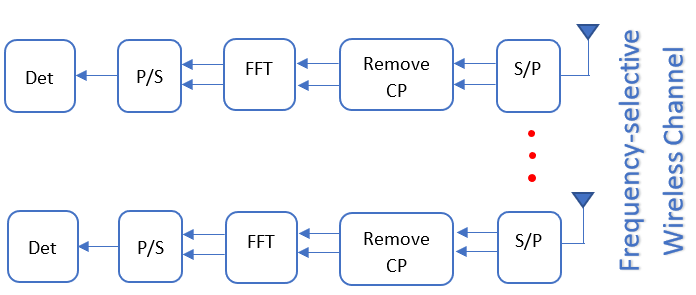 Det
P/S
FFT
Remove
CP
S/P
Det
P/S
FFT
Remove
CP
S/P
Frequency-selective
Wireless Channel